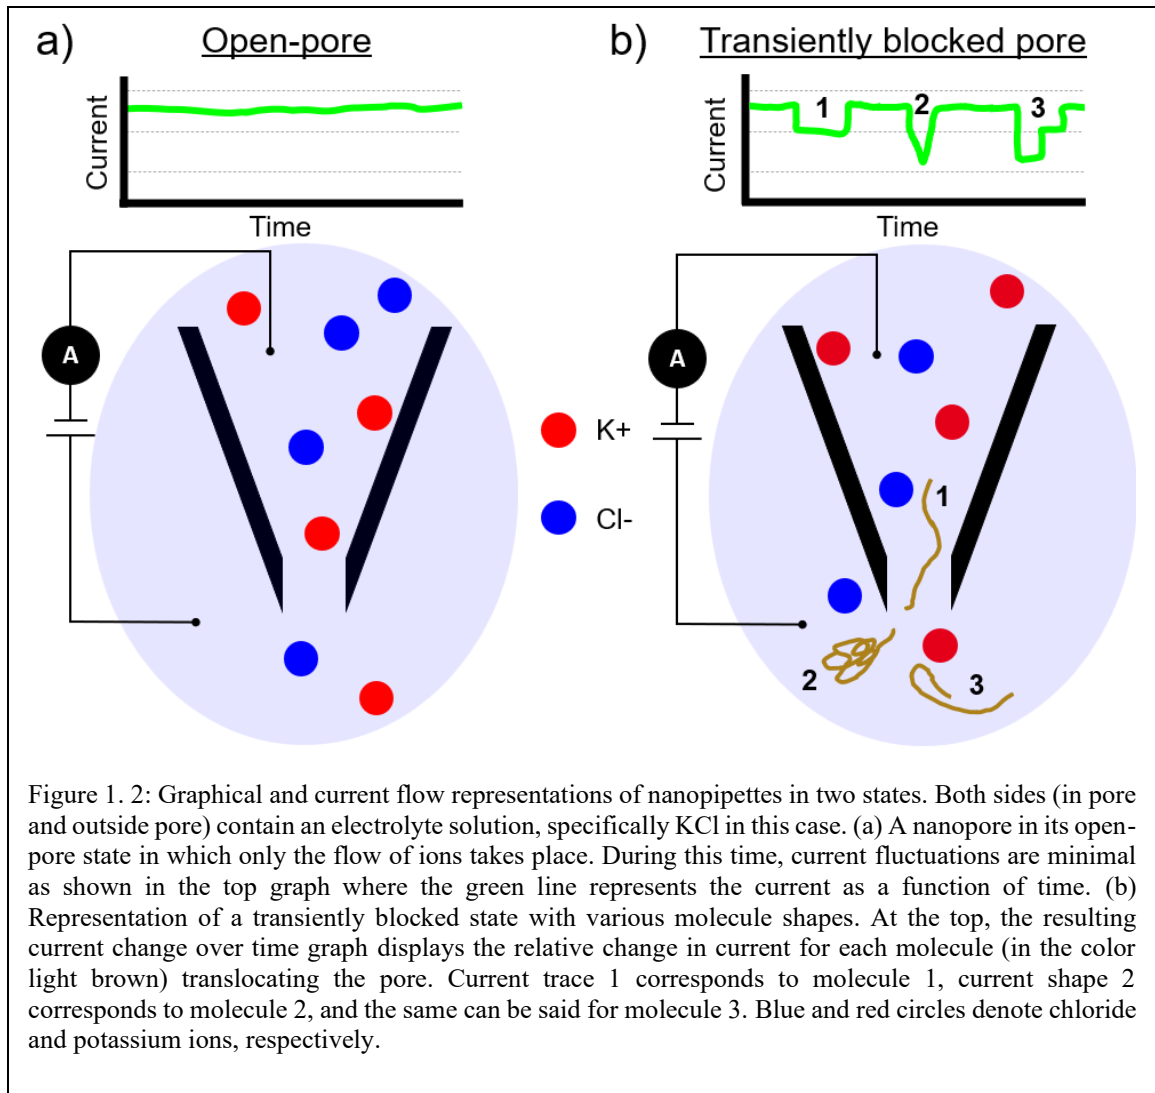 a)
Open-pore
Current
Time
A
K+
Cl-
b)
Transiently blocked pore
Current
1
2
3
Time
A
1
2
3
Figure 1. 2: Graphical and current flow representations of nanopipettes in two states. Both sides (in pore
and outside pore) contain an electrolyte solution, specifically KCl in this case. (a) A nanopore in its open-
pore state in which only the flow of ions takes place. During this time, current fluctuations are minimal
as shown in the top graph where the green line represents the current as a function of time. (b)
Representation of a transiently blocked state with various molecule shapes. At the top, the resulting
current change over time graph displays the relative change in current for each molecule (in the color
light brown) translocating the pore. Current trace 1 corresponds to molecule 1, current shape 2
corresponds to molecule 2, and the same can be said for molecule 3. Blue and red circles denote chloride
and potassium ions, respectively.